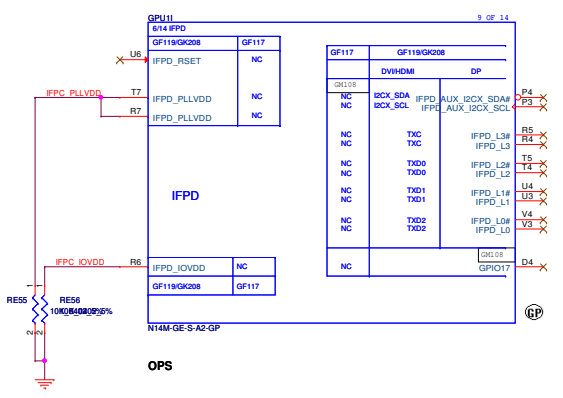 GPU1I
9 OF 14
6/14 IFPD
GF119/GK208 GF117
U6 IFPD_RSET NC
GF117 GF119/GK208
DVI/HDMI DP
GM108
IFPC_PLLVDD T7 IFPD_PLLVDD NC
R7 IFPD_PLLVDD NC
NC I2CX_SDA IFPD_AUX_I2CX_SDA# P4
NC I2CX_SCL IFPD_AUX_I2CX_SCL P3
NC TXC IFPD_L3# R5
NC TXC IFPD_L3 R4
NC TXD0 IFPD_L2# T5
NC TXD0 IFPD_L2 T4
NC TXD1 IFPD_L1# U4
NC TXD1 IFPD_L1 U3
NC TXD2 IFPD_L0# V4
NC TXD2 IFPD_L0 V3
IFPD
GM108
IFPC_IOVDD R6 IFPD_IOVDD NC
NC GPIO17 D4
GF119/GK208 GF117
1 1
RE55 RE56
2 2
GP
N14M-GE-S-A2-GP
OPS